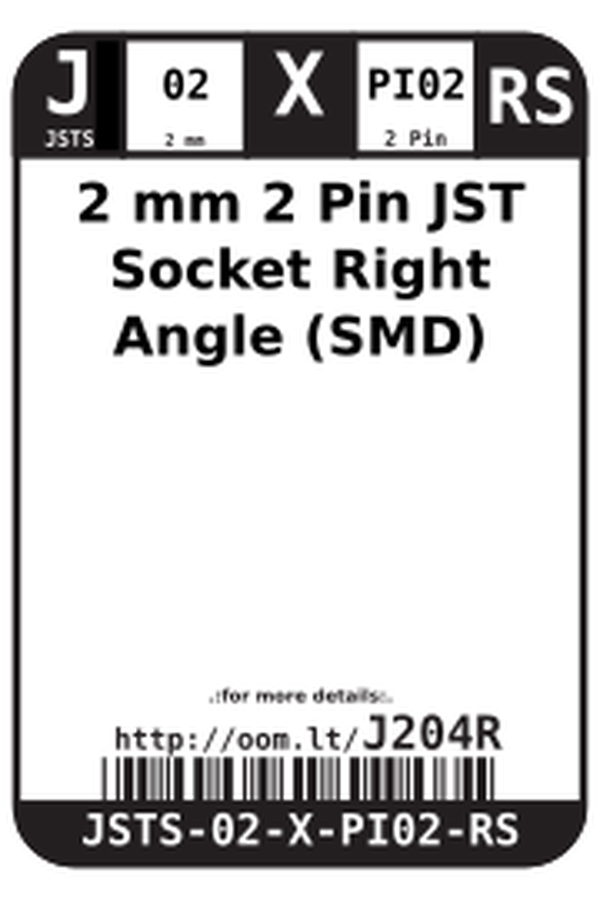 J 02 X PI02 RS
JSTS 2 mm 2 Pin
2 mm 2 Pin JST
Socket Right
Angle (SMD)
.:for more details:.
http://oom.lt/J204R
JSTS-02-X-PI02-RS